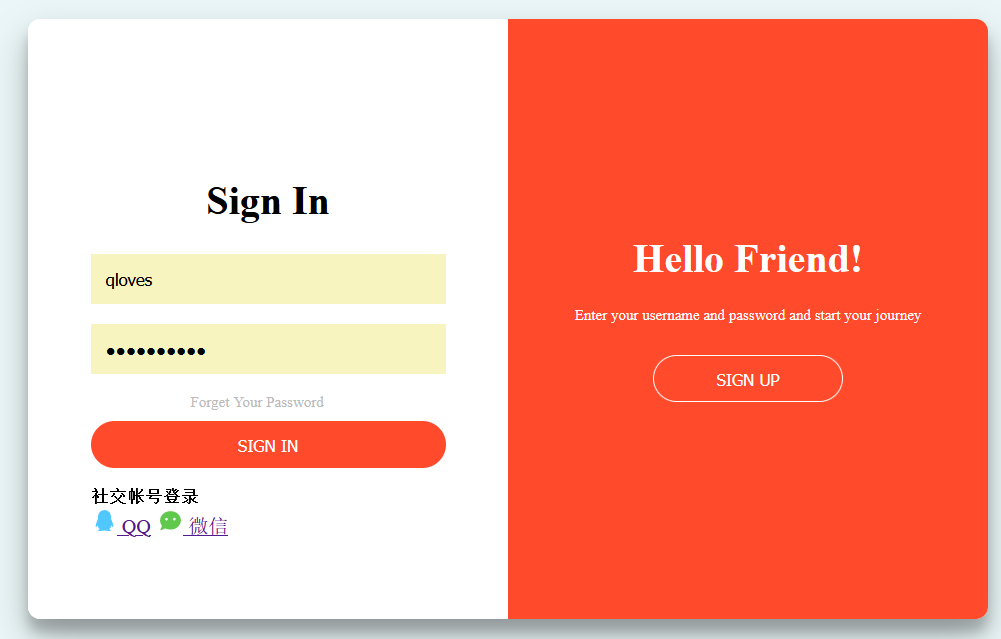 Sign In
qloves
••••••••••
Forget Your Password
SIGN IN
社交帐号登录
QQ 微信
Hello Friend!
Enter your username and password and start your journey
SIGN UP